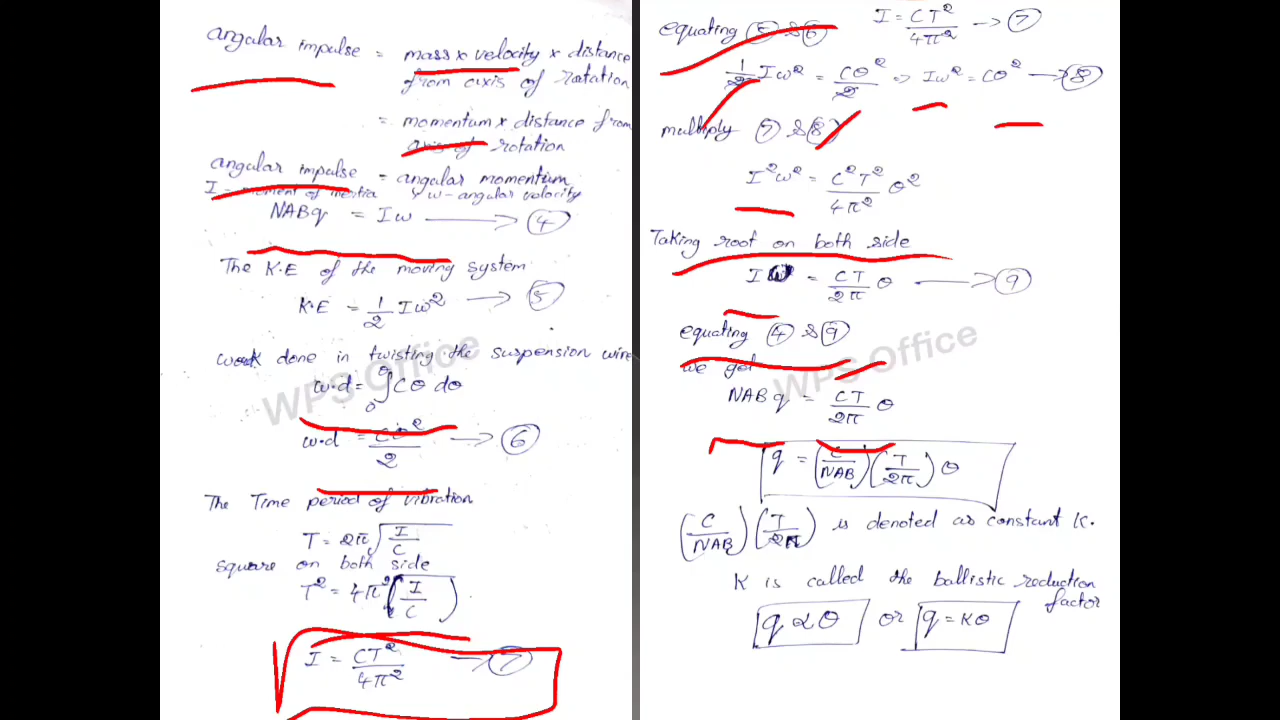 angular impulse = mass x velocity x distance
from axis of rotation
= momentum x distance from
axis of rotation
angular impulse = angular momentum
I - moment of inertia & ω - angular velocity
NABq = Iω → ④
The K.E of the moving system
K.E = 1/2 Iω² → ⑤
work done in twisting the suspension wire
w.d = ∫₀^θ Cθ dθ
w.d = Cθ²/2 → ⑥
The Time period of vibration
T = 2π√(I/C)
square on both side
T² = 4π² (I/C)
I = CT²/4π² → ⑦
I = CT²/4π² → ⑦
equating ⑤ & ⑥
1/2 Iω² = Cθ²/2 ⇒ Iω² = Cθ² → ⑧
multiply ⑦ & ⑧
I²ω² = C²T²/4π² θ²
Taking root on both side
Iω = CT/2π θ → ⑨
equating ④ & ⑨
we get
NABq = CT/2π θ
q = (C/NAB)(T/2π) θ
(C/NAB)(T/2π) is denoted as constant K.
K is called the ballistic reduction
factor
q ∝ θ or q = Kθ
WPS Office
WPS Office